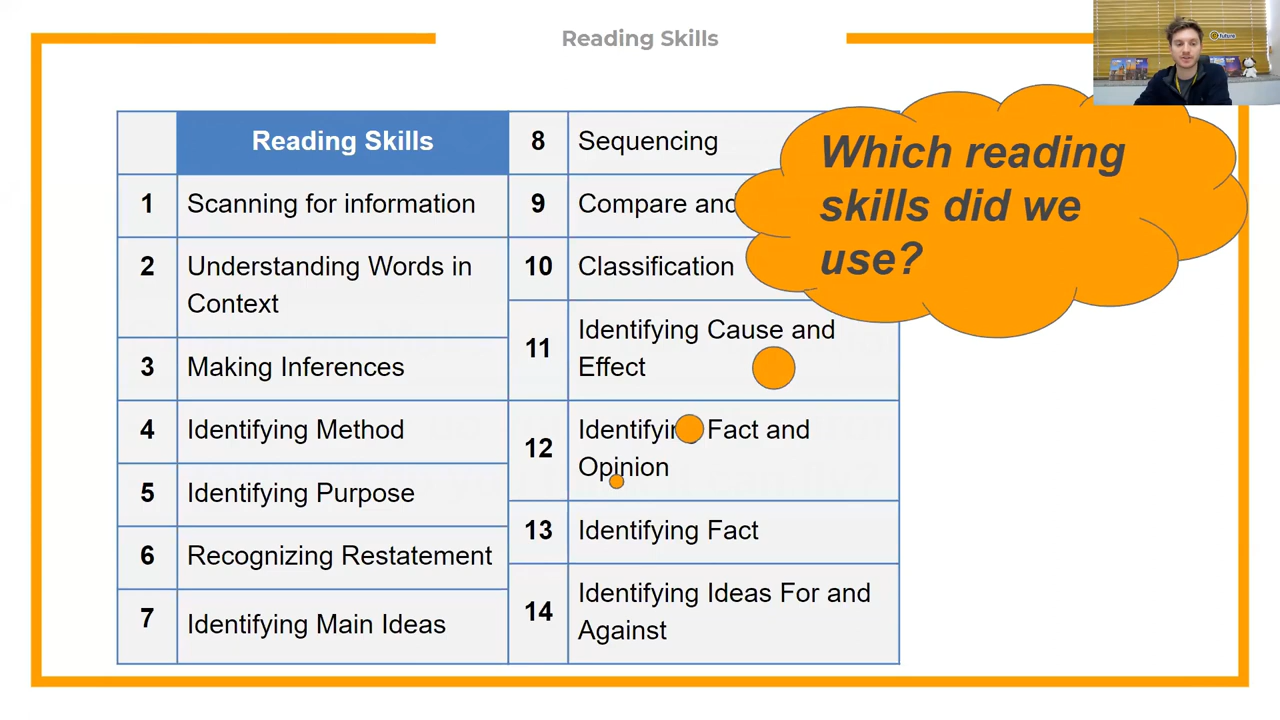 Reading Skills
Reading Skills
1 Scanning for information
2 Understanding Words in
Context
3 Making Inferences
4 Identifying Method
5 Identifying Purpose
6 Recognizing Restatement
7 Identifying Main Ideas
8 Sequencing
9 Compare and
10 Classification
11 Identifying Cause and
Effect
12 Fact and
Opinion
13 Identifying Fact
14 Identifying Ideas For and
Against
Which reading
skills did we
use?
future